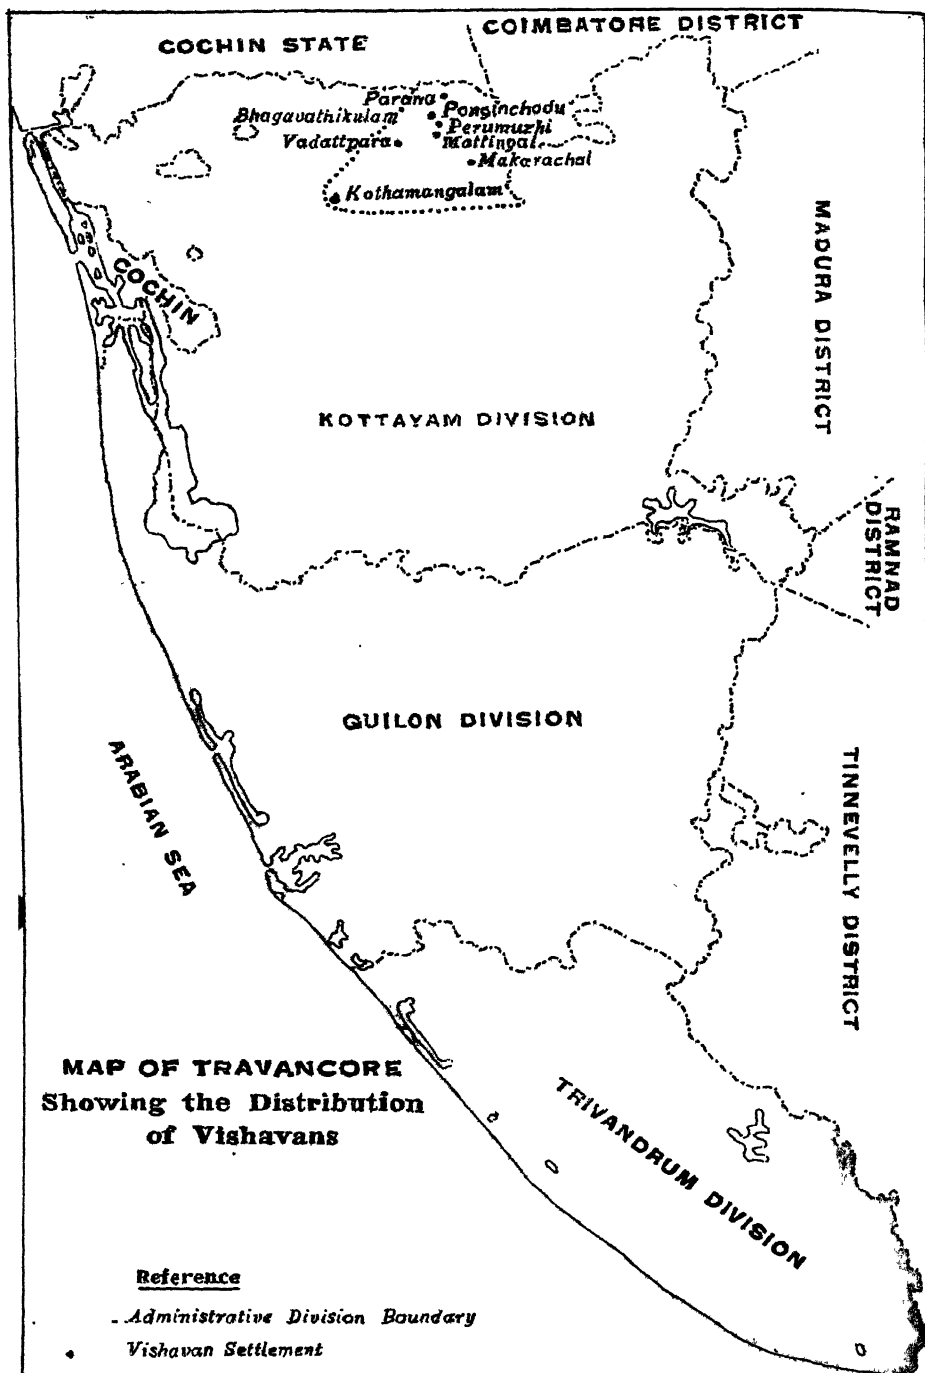 COIMBATORE DISTRICT
COCHIN STATE
Parana
Bhagavathikulam
Ponginchodu
Perumuzhi
Vadattpara
Mottingal
Makarachal
Kothamangalam
COCHIN
MADURA DISTRICT
KOTTAYAM DIVISION
RAMNAD
DISTRICT
QUILON DIVISION
ARABIAN SEA
TINNEVELLY DISTRICT
MAP OF TRAVANCORE
Showing the Distribution
of Vishavans
TRIVANDRUM DIVISION
Reference
Administrative Division Boundary
Vishavan Settlement